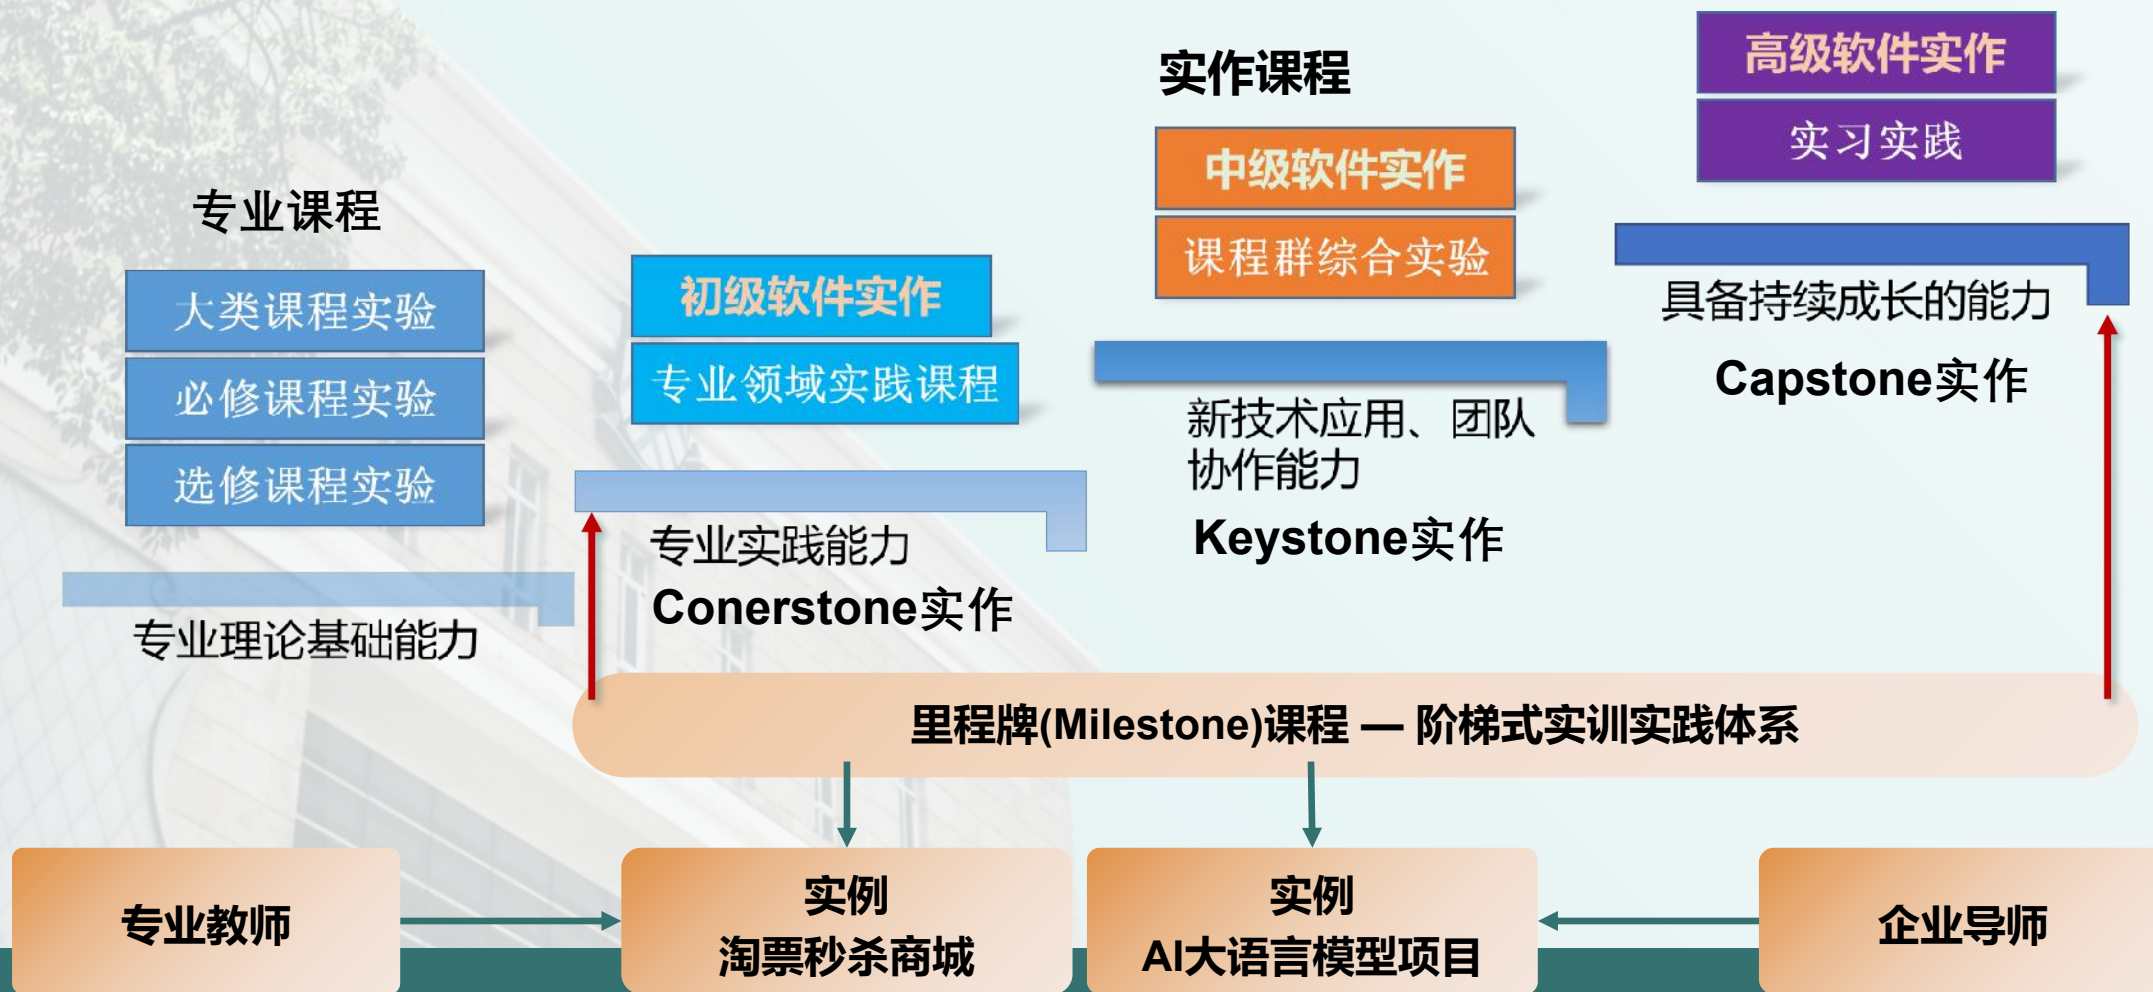 专业课程
大类课程实验
必修课程实验
选修课程实验
专业理论基础能力
初级软件实作
专业领域实践课程
专业实践能力
Conerstone实作
实作课程
中级软件实作
课程群综合实验
新技术应用、团队
协作能力
Keystone实作
高级软件实作
实习实践
具备持续成长的能力
Capstone实作
里程牌(Milestone)课程 — 阶梯式实训实践体系
专业教师
实例
淘票秒杀商城
实例
AI大语言模型项目
企业导师